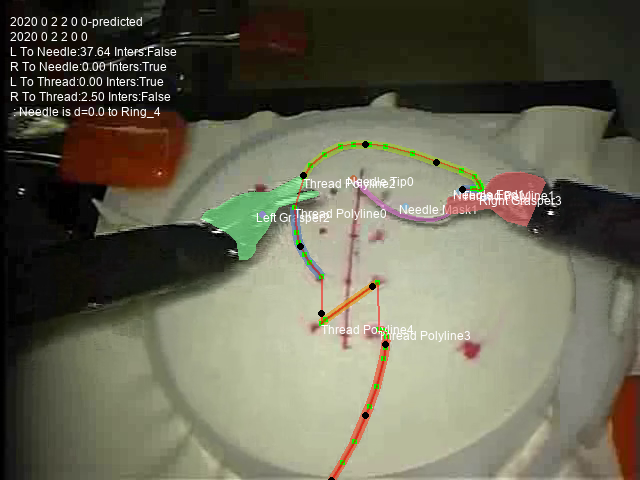 2020 0 2 2 0 0-predicted
2020 0 2 2 0 0
L To Needle:37.64 Inters:False
R To Needle:0.00 Inters:True
L To Thread:0.00 Inters:True
R To Thread:2.50 Inters:False
: Needle is d=0.0 to Ring_4
Thread Polyline2
Needle Tip0
Needle End1
Right Grasper3
Needle Mask1
Left Grasper2
Thread Polyline0
Thread Polyline4
Thread Polyline3